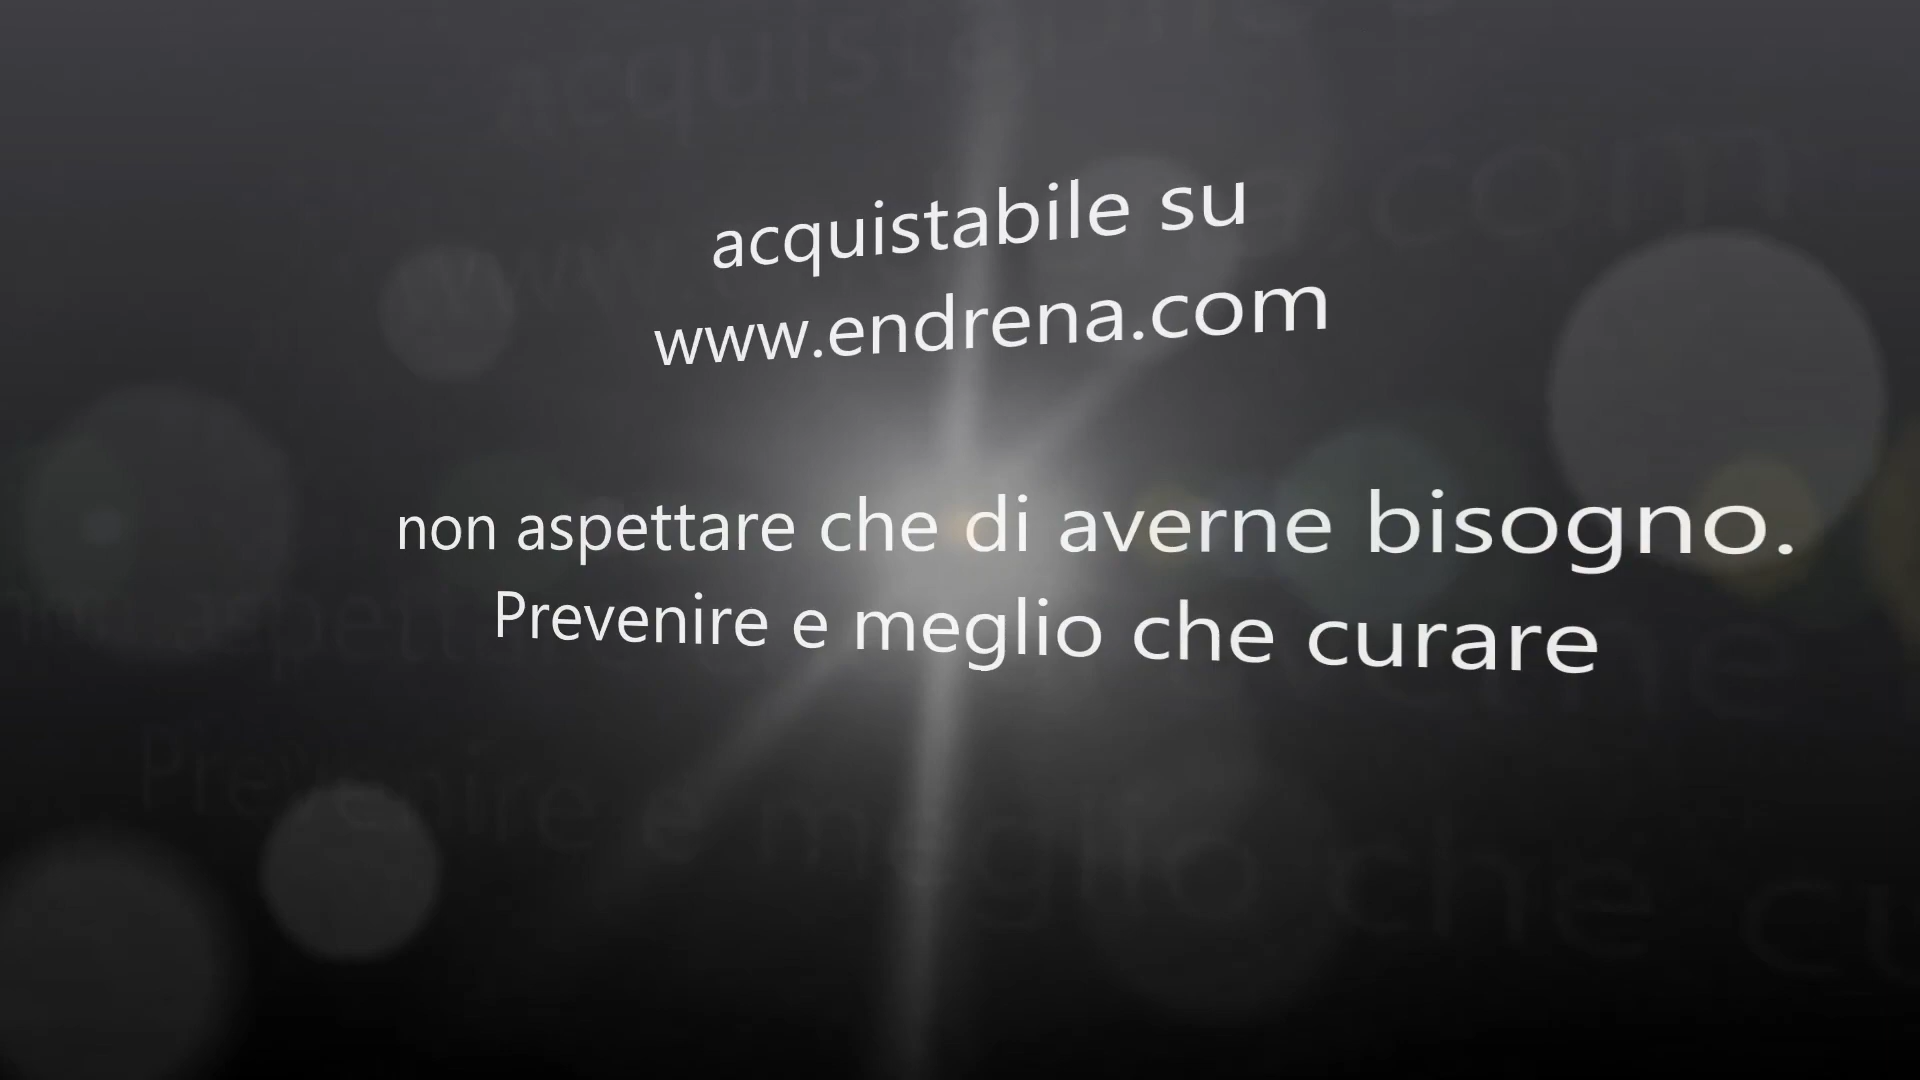 acquistabile su
www.endrena.com
non aspettare che di averne bisogno.
Prevenire e meglio che curare